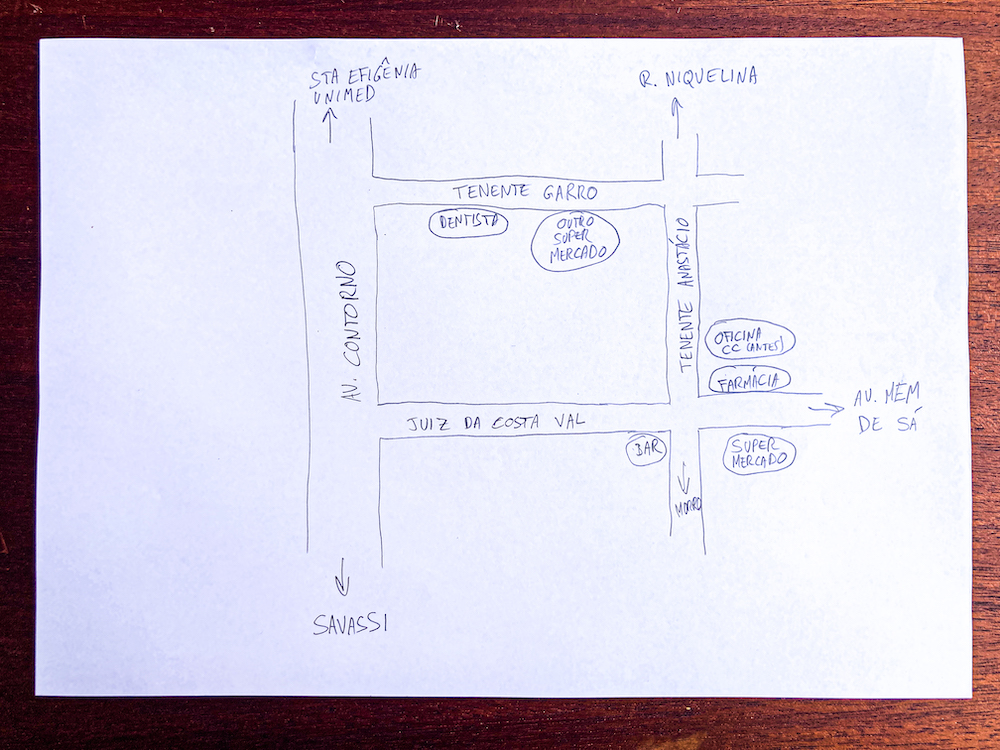 STA EFIGÊNIA
UNIMED
R. NIQUELINA
TENENTE GARRO
DENTISTA
OUTRO
SUPER
MERCADO
AV. CONTORNO
TENENTE ANASTÁCIO
OFICINA
CC (ANTES)
FARMÁCIA
AV. MÉM
DE SÁ
JUIZ DA COSTA VAL
BAR
SUPER
MERCADO
MORRO
SAVASSI